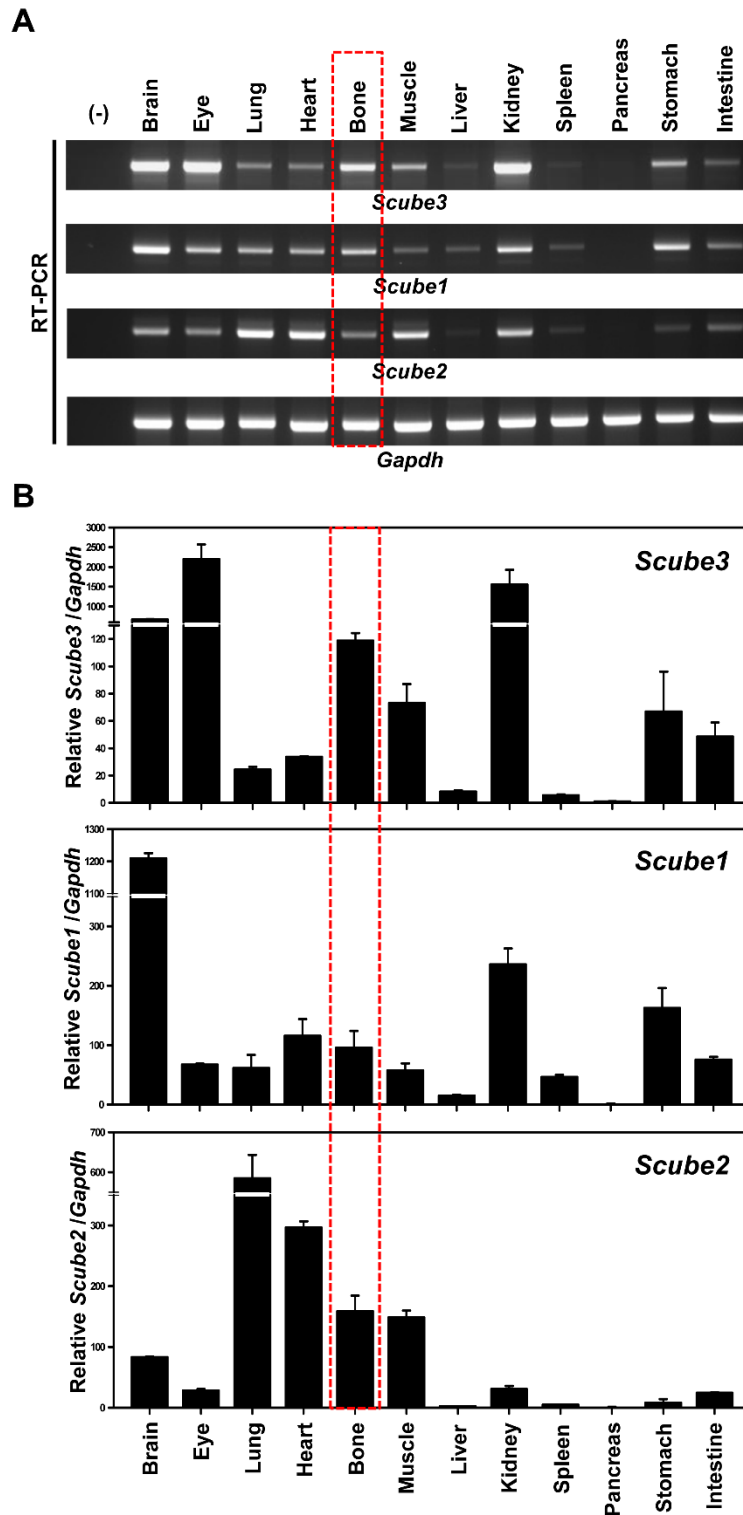 A
(-) Brain Eye Lung Heart Bone Muscle Liver Kidney Spleen Pancreas Stomach Intestine
RT-PCR
Scube3
Scube1
Scube2
Gapdh
B
Relative Scube3/Gapdh
3000
2500
2000
1500
1000
120
80
60
40
20
0
Scube3
Relative Scube1/Gapdh
1300
1200
1100
300
200
100
0
Scube1
Relative Scube2/Gapdh
700
600
300
200
100
0
Scube2
Brain Eye Lung Heart Bone Muscle Liver Kidney Spleen Pancreas Stomach Intestine